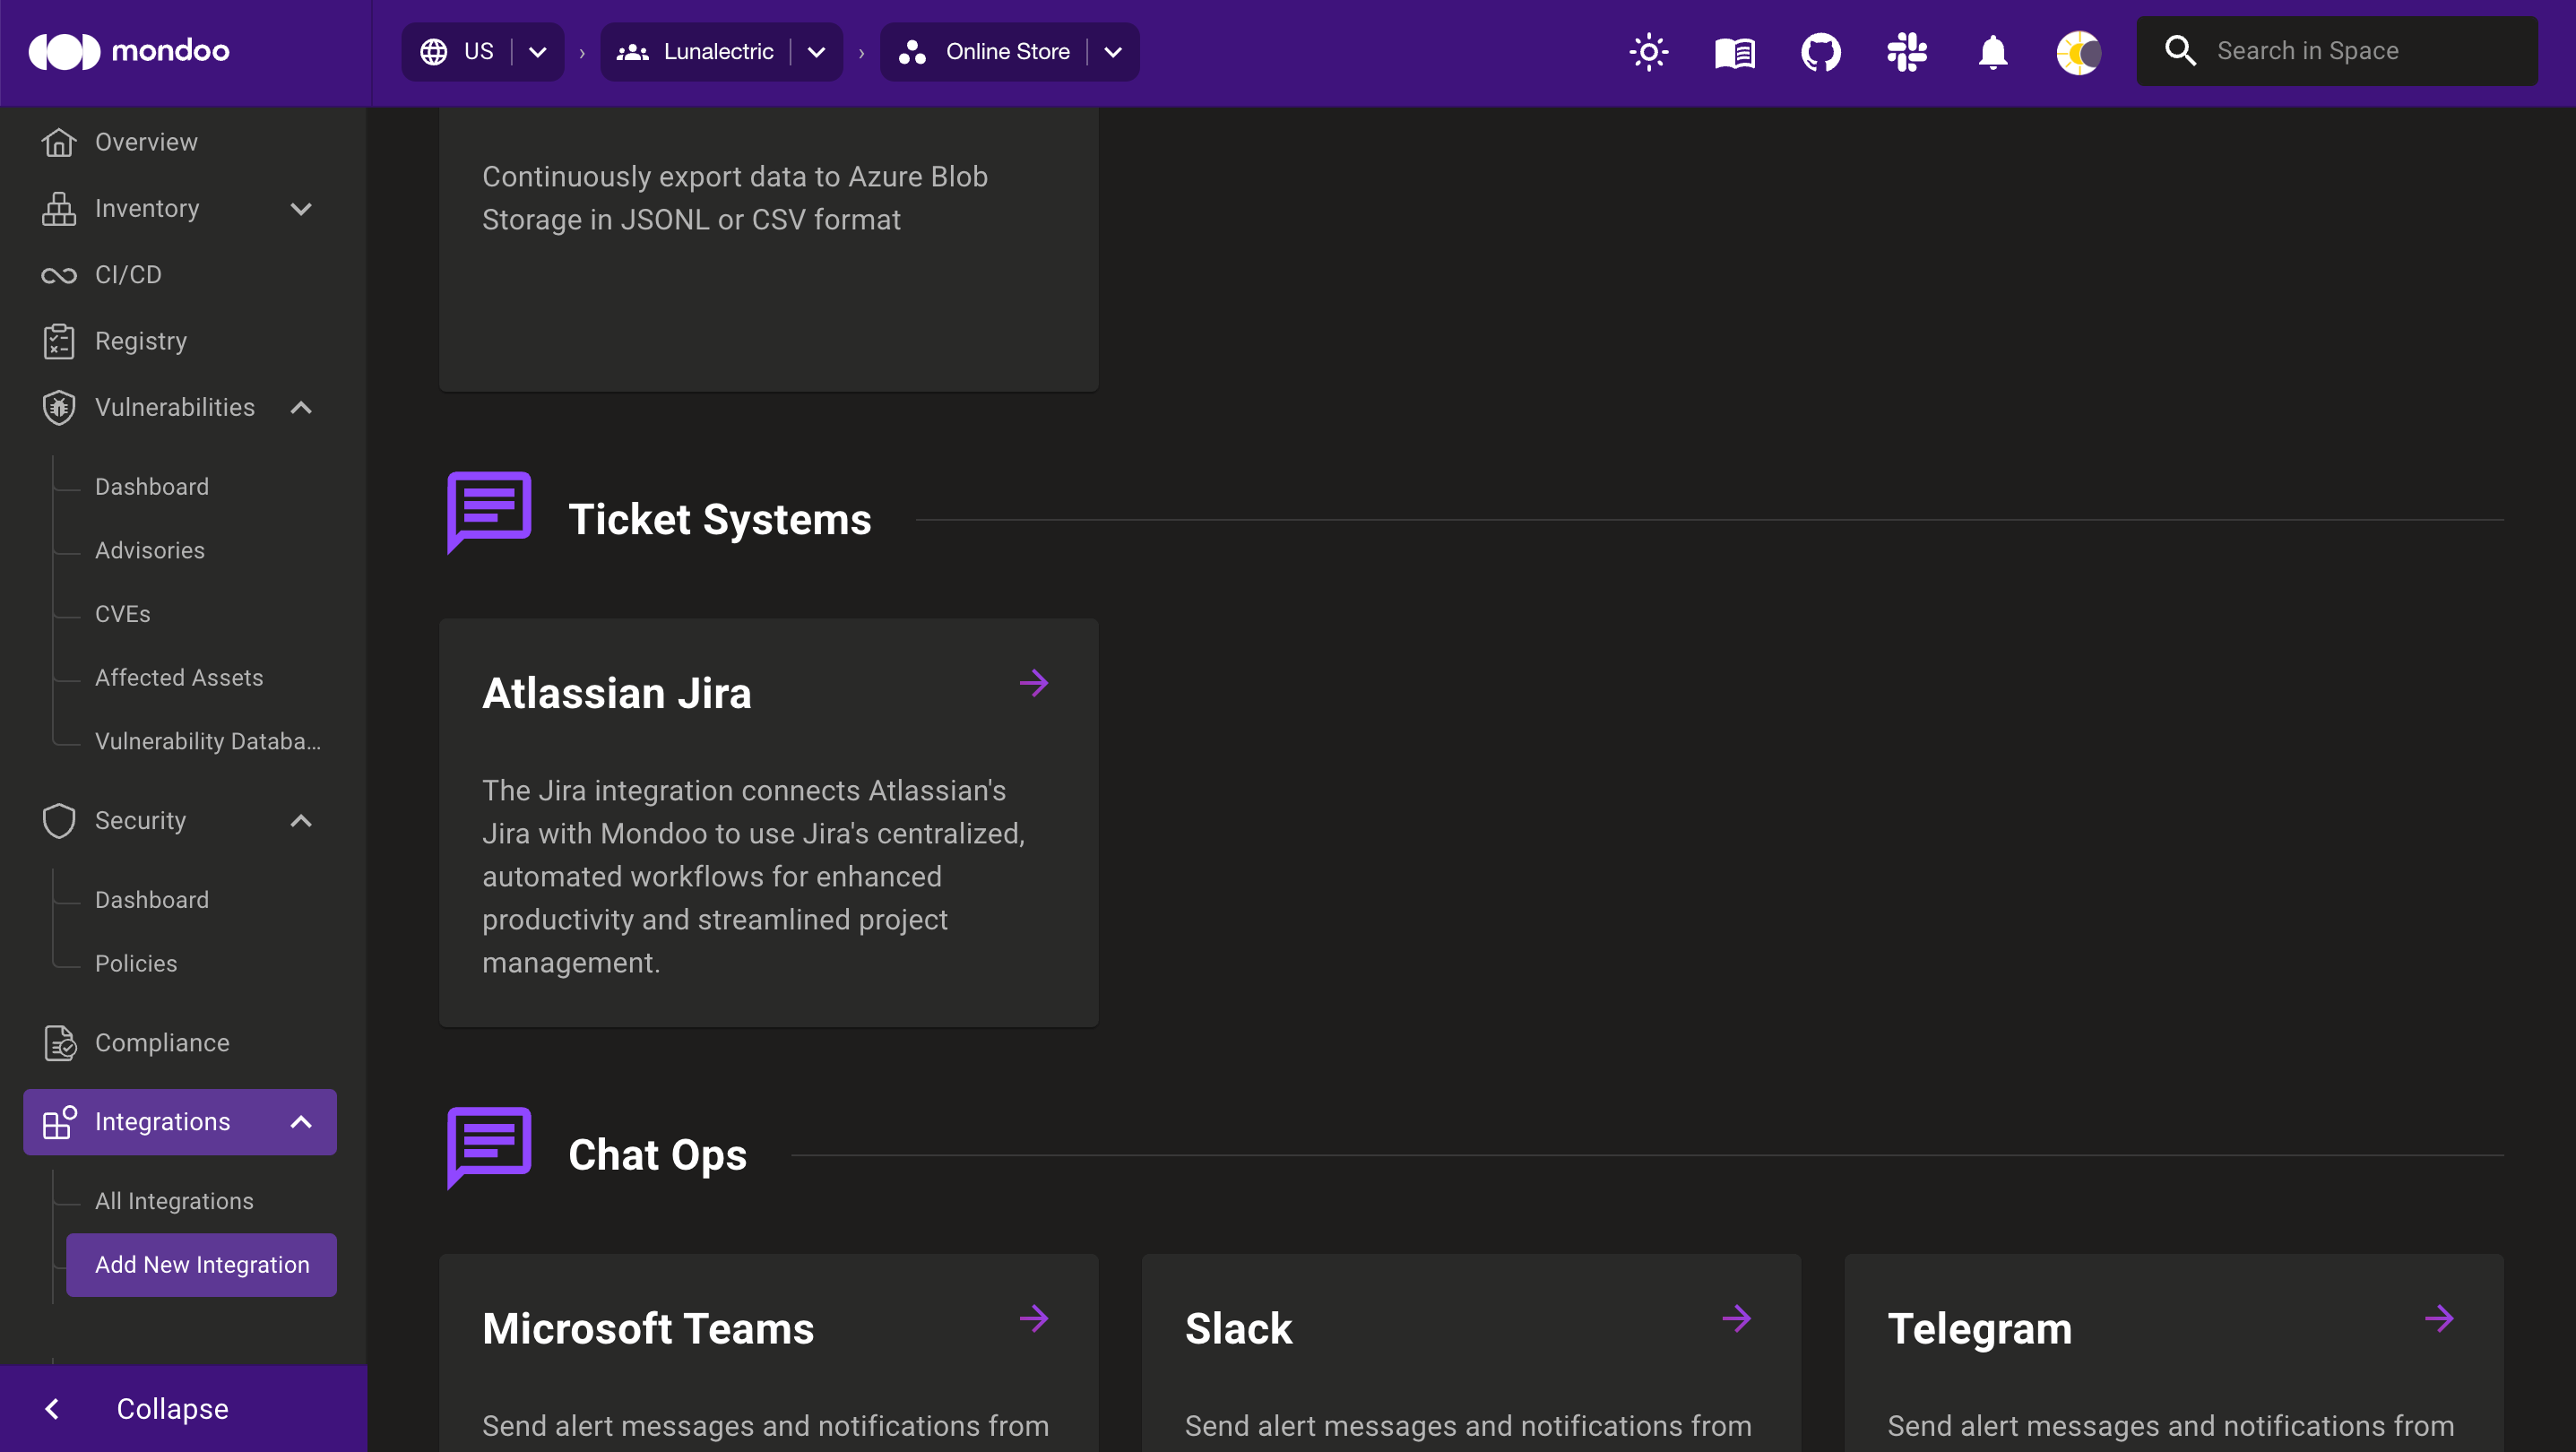 mondoo
US
›
Lunalectric
›
Online Store
Search in Space
Overview
Inventory
CI/CD
Registry
Vulnerabilities
Dashboard
Advisories
CVEs
Affected Assets
Vulnerability Databa...
Security
Dashboard
Policies
Compliance
Integrations
All Integrations
Add New Integration
Collapse
Continuously export data to Azure Blob
Storage in JSONL or CSV format
Ticket Systems
Atlassian Jira
The Jira integration connects Atlassian's
Jira with Mondoo to use Jira's centralized,
automated workflows for enhanced
productivity and streamlined project
management.
Chat Ops
Microsoft Teams
Send alert messages and notifications from
Slack
Send alert messages and notifications from
Telegram
Send alert messages and notifications from